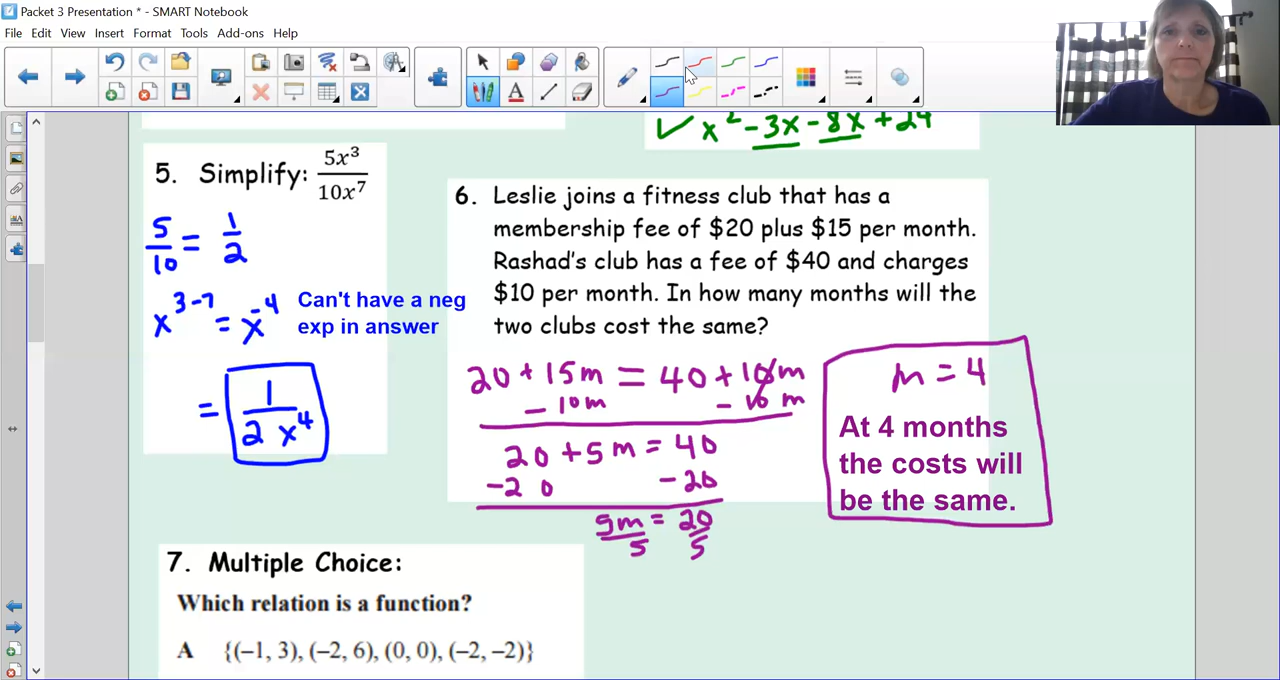 Packet 3 Presentation * - SMART Notebook
File Edit View Insert Format Tools Add-ons Help
✓ x² -3x -8x +24
5. Simplify: 5x³/10x⁷
5/10 = 1/2
x³⁻⁷ = x⁻⁴
Can't have a neg
exp in answer
= 1/2x⁴
6. Leslie joins a fitness club that has a
membership fee of $20 plus $15 per month.
Rashad's club has a fee of $40 and charges
$10 per month. In how many months will the
two clubs cost the same?
20 + 15m = 40 + 10m
- 10m - 10m
20 + 5m = 40
-20 -20
5m/5 = 20/5
m = 4
At 4 months
the costs will
be the same.
7. Multiple Choice:
Which relation is a function?
A {(–1, 3), (–2, 6), (0, 0), (–2, –2)}